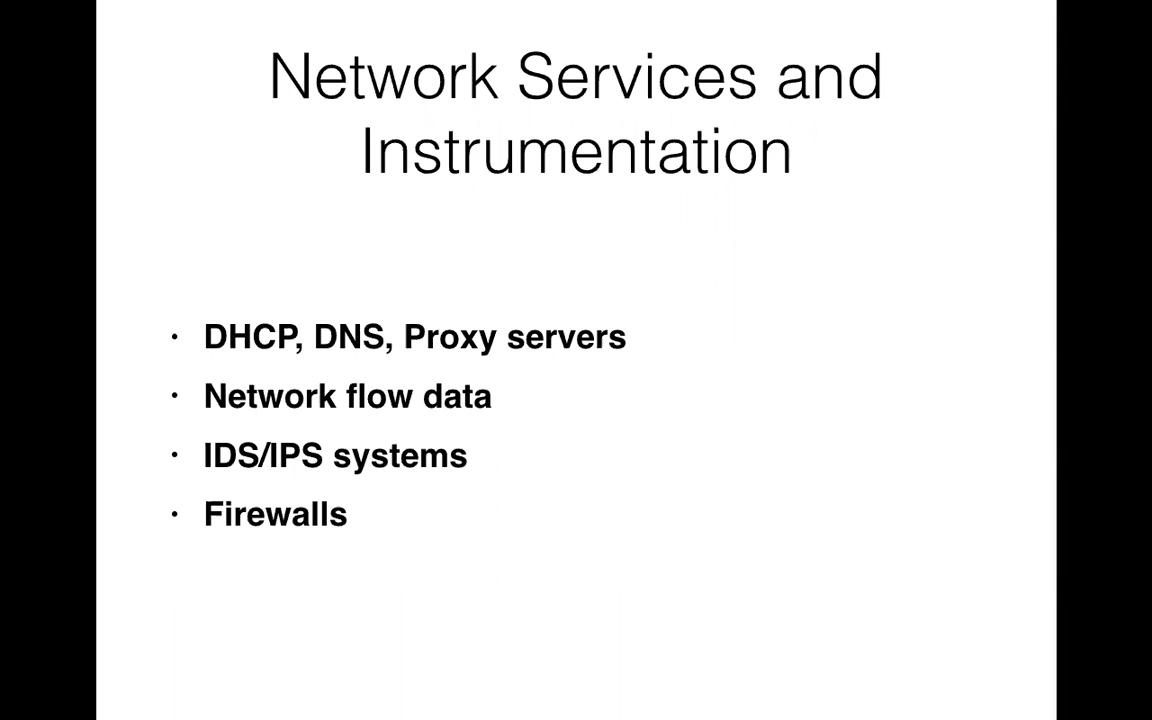 Network Services and
Instrumentation
· DHCP, DNS, Proxy servers
· Network flow data
· IDS/IPS systems
· Firewalls